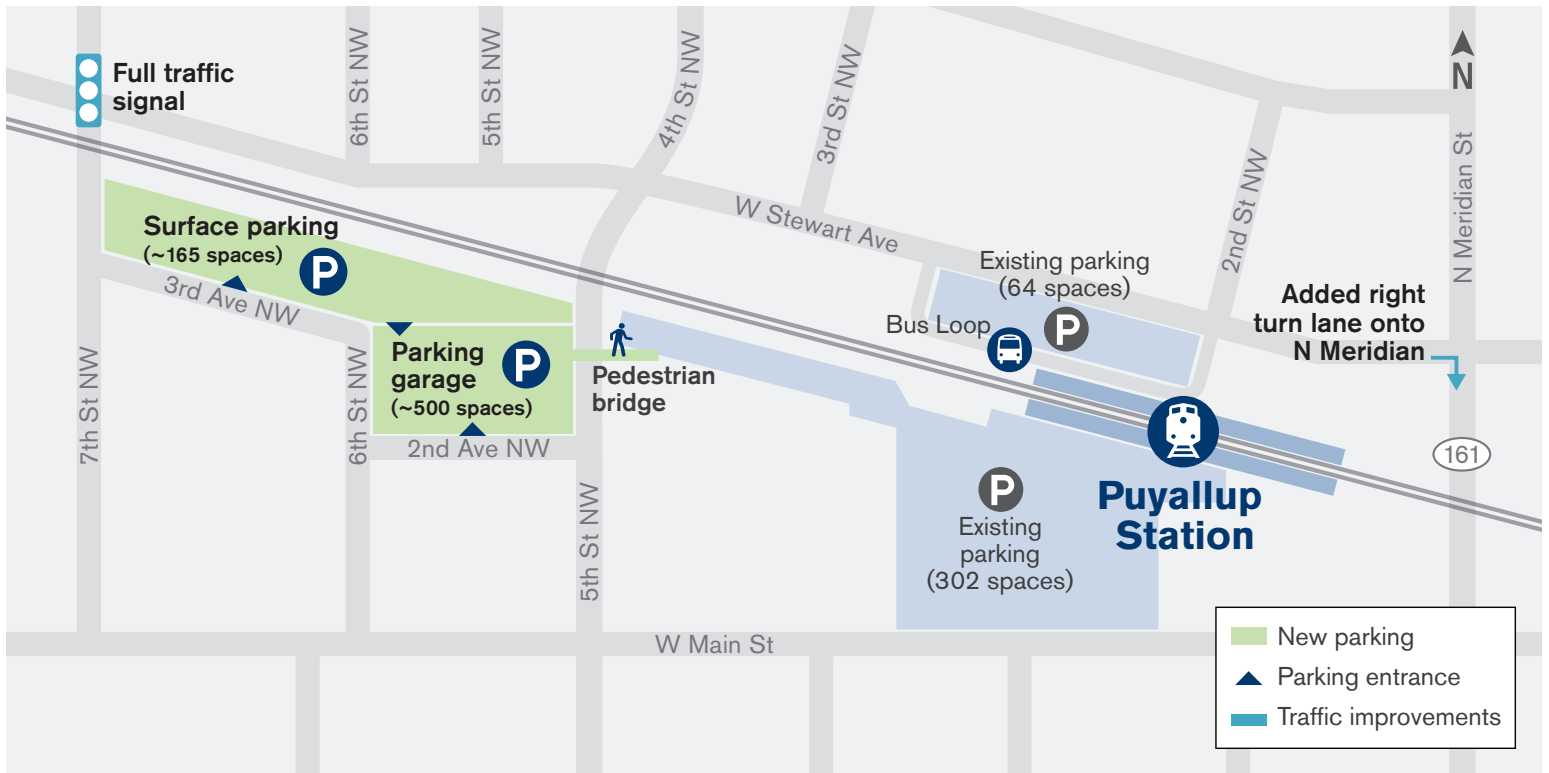 Full traffic
signal
6th St NW
5th St NW
4th St NW
3rd St NW
N
N Meridian St
2nd St NW
W Stewart Ave
Surface parking
(~165 spaces)
P
3rd Ave NW
Existing parking
(64 spaces)
P
Bus Loop
Added right
turn lane onto
N Meridian
Parking
garage
(~500 spaces)
P
Pedestrian
bridge
7th St NW
6th St NW
2nd Ave NW
161
P
Existing
parking
(302 spaces)
Puyallup
Station
5th St NW
W Main St
New parking
Parking entrance
Traffic improvements